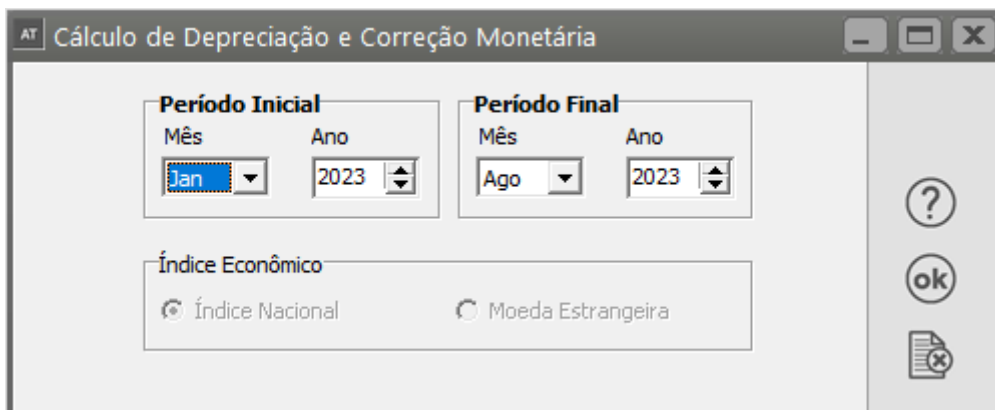 AT Cálculo de Depreciação e Correção Monetária
Período Inicial
Mês Ano
Jan 2023
Período Final
Mês Ano
Ago 2023
Índice Econômico
Índice Nacional Moeda Estrangeira
?
ok